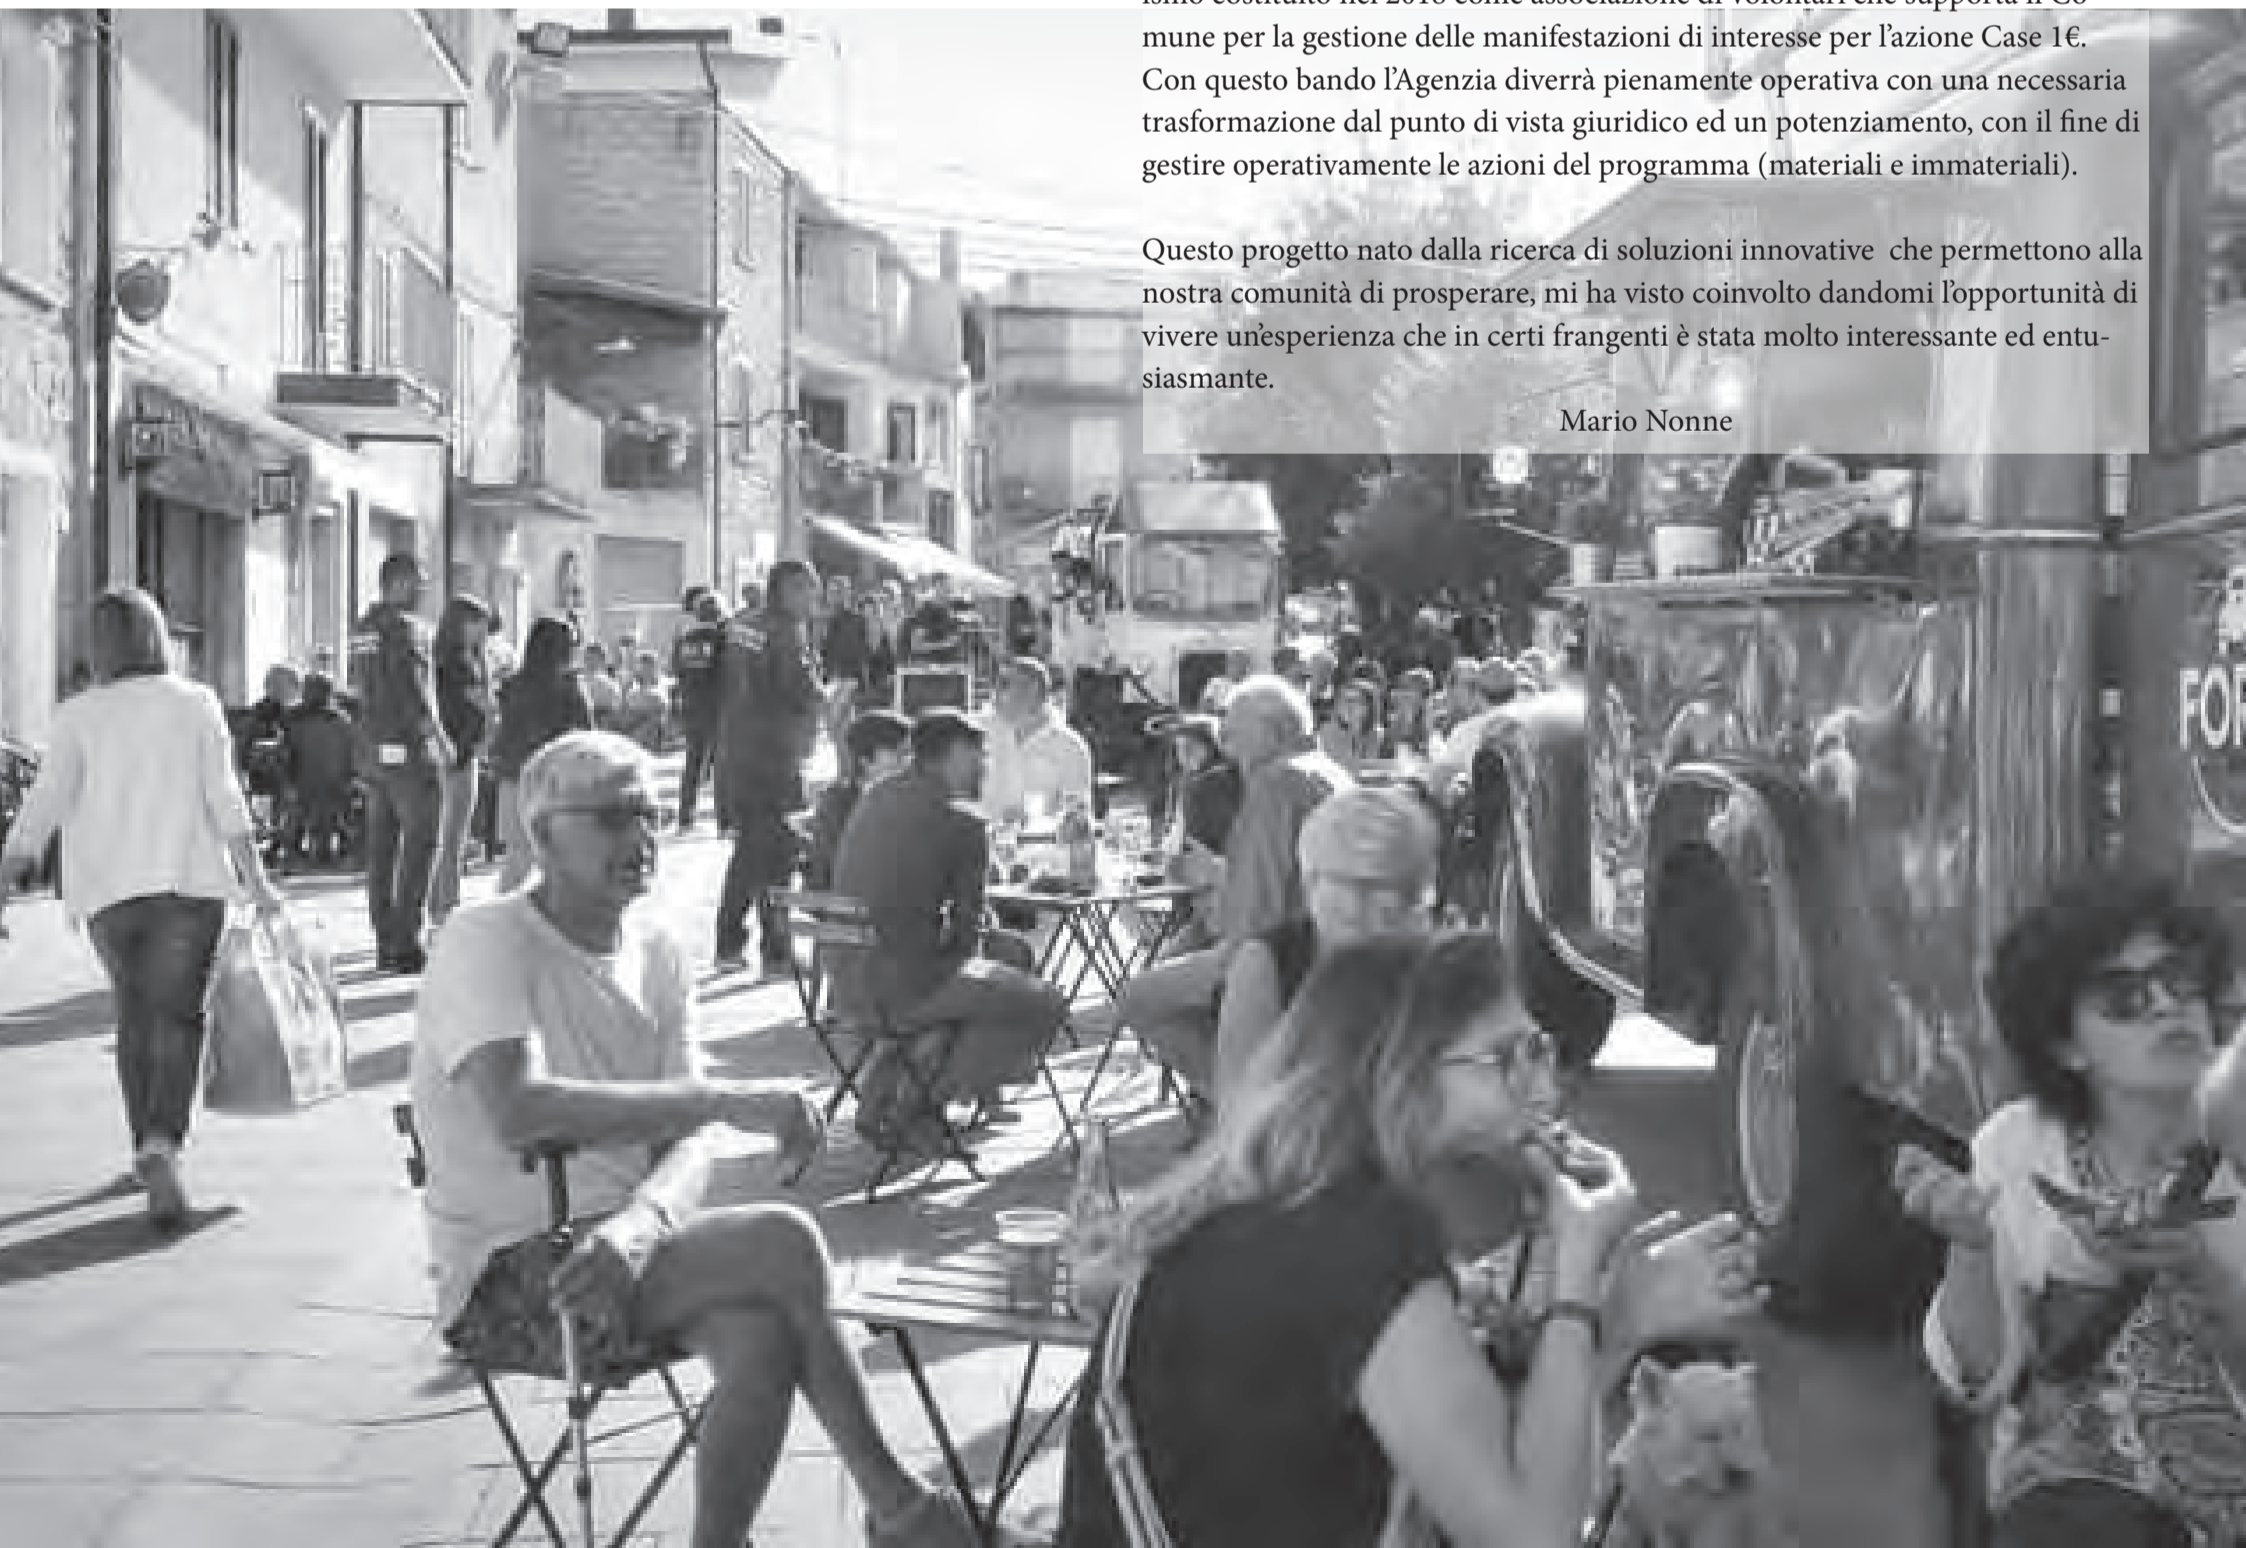 mune per la gestione delle manifestazioni di interesse per l’azione Case 1€.
Con questo bando l’Agenzia diverrà pienamente operativa con una necessaria
trasformazione dal punto di vista giuridico ed un potenziamento, con il fine di
gestire operativamente le azioni del programma (materiali e immateriali).
Questo progetto nato dalla ricerca di soluzioni innovative  che permettono alla
nostra comunità di prosperare, mi ha visto coinvolto dandomi l’opportunità di
vivere un’esperienza che in certi frangenti è stata molto interessante ed entu-
siasmante.
Mario Nonne
FOR